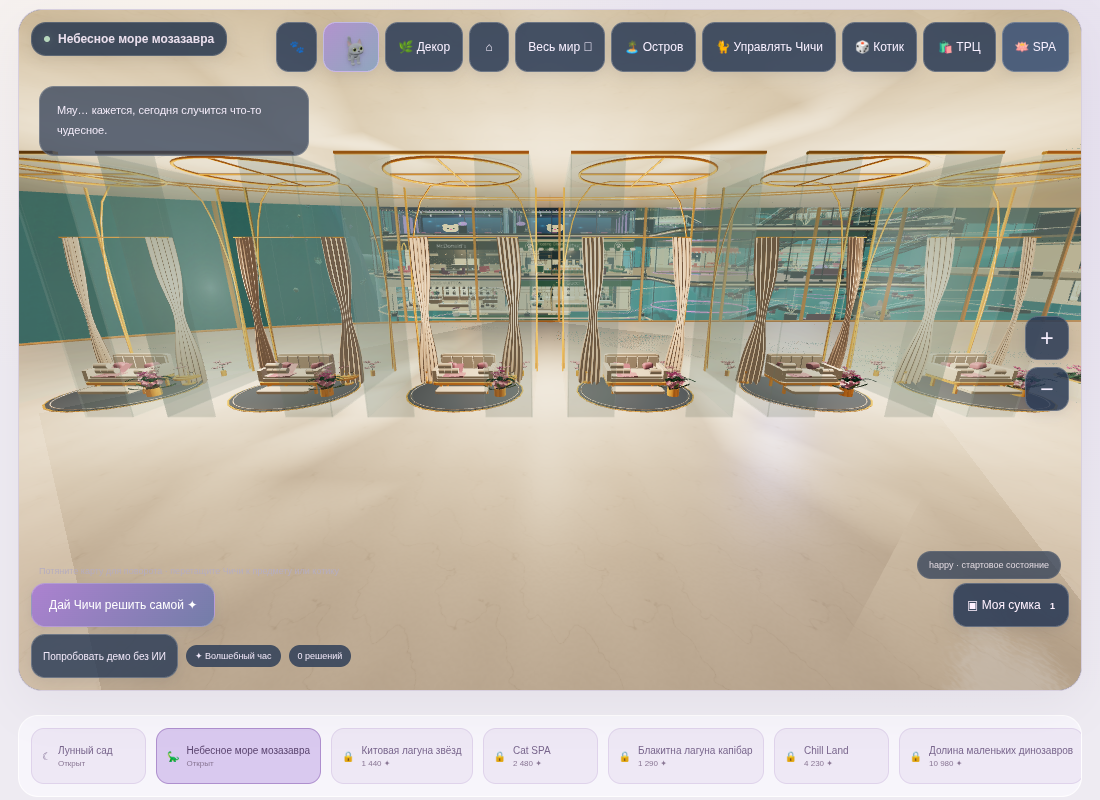 Небесное море мозазавра
🐾
🌿 Декор
⌂
Весь мир
🏝️ Остров
🐈 Управлять Чичи
🎲 Котик
🛍️ ТРЦ
🪷 SPA
Мяу… кажется, сегодня случится что-то
чудесное.
McDonald's
+
−
happy · стартовое состояние
Дай Чичи решить самой ✦
▣ Моя сумка 1
Попробовать демо без ИИ
✦ Волшебный час
0 решений
☾ Лунный сад
Открыт
🦕 Небесное море мозазавра
Открыт
🔒 Китовая лагуна звёзд
1 440 ✦
🔒 Cat SPA
2 480 ✦
🔒 Блакитна лагуна капібар
1 290 ✦
🔒 Chill Land
4 230 ✦
🔒 Долина маленьких динозавров
10 980 ✦